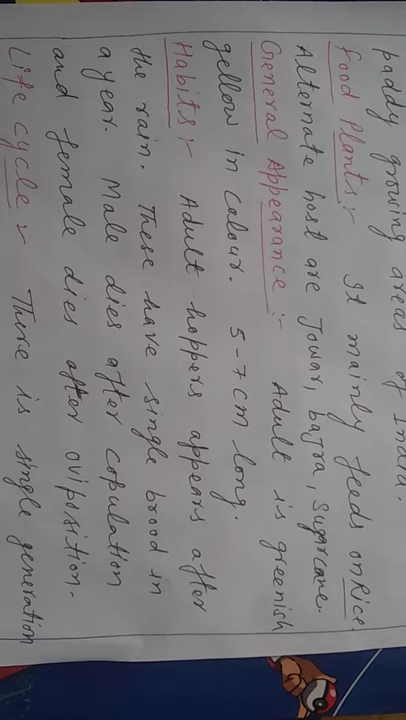 paddy growing areas of India.
Food Plants :- It mainly feeds on Rice.
Alternate host are Jowar, bajra, Sugarcane.
General Appearance :- Adult is greenish
yellow in colour. 5-7 cm long.
Habits :- Adult hoppers appears after
the rain. These have single brood in
a year. Male dies after copulation
and female dies after oviposition.
Life cycle :- There is single generation